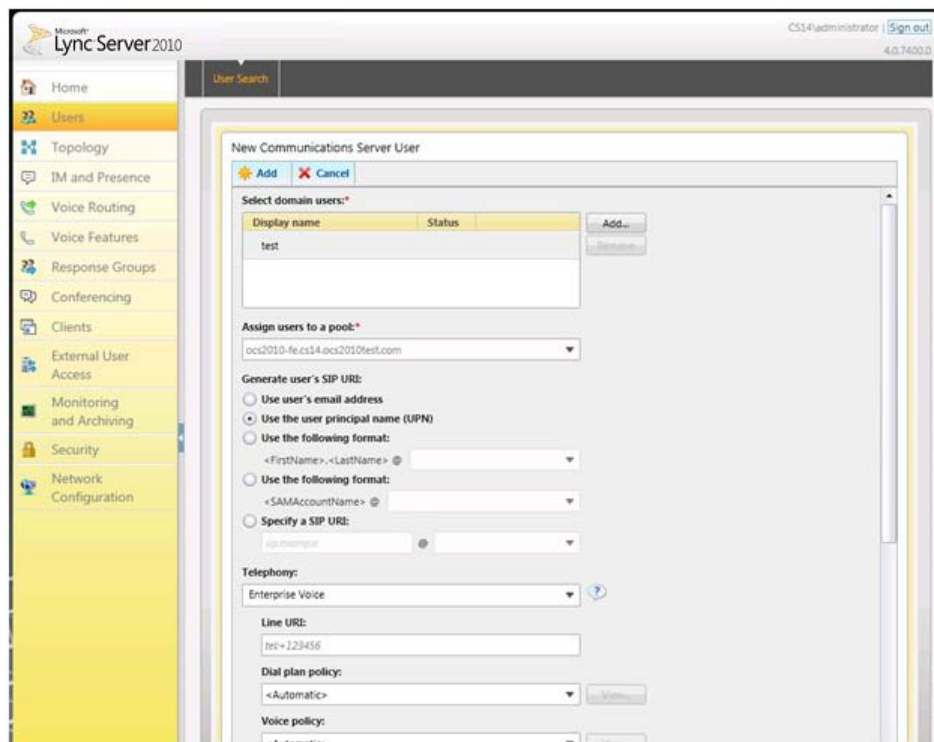 Microsoft®
Lync Server 2010
CS14\administrator | Sign out
4.0.7400.0
Home
Users
Topology
IM and Presence
Voice Routing
Voice Features
Response Groups
Conferencing
Clients
External User
Access
Monitoring
and Archiving
Security
Network
Configuration
User Search
New Communications Server User
Add Cancel
Select domain users:*
Display name Status
test
Add...
Remove
Assign users to a pool:*
ocs2010-fe.cs14.ocs2010test.com
Generate user's SIP URI:
Use user's email address
Use the user principal name (UPN)
Use the following format:
<FirstName>.<LastName> @
Use the following format:
<SAMAccountName> @
Specify a SIP URI:
@
Telephony:
Enterprise Voice
?
Line URI:
tel:+123456
Dial plan policy:
<Automatic>
View...
Voice policy:
<Automatic>